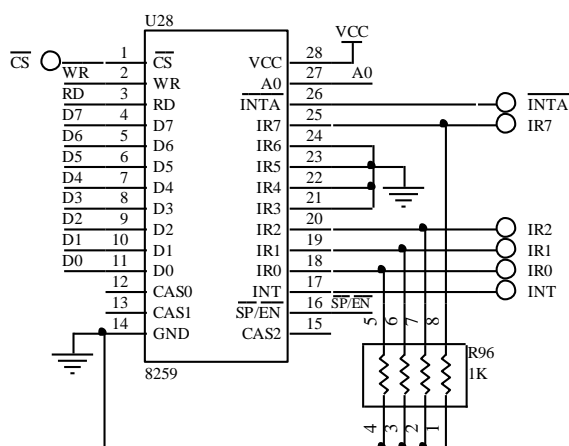 U28
VCC
CS 1 CS VCC 28
WR 2 WR A0 27 A0
RD 3 RD INTA 26 INTA
D7 4 D7 IR7 25 IR7
D6 5 D6 IR6 24
D5 6 D5 IR5 23
D4 7 D4 IR4 22
D3 8 D3 IR3 21
D2 9 D2 IR2 20 IR2
D1 10 D1 IR1 19 IR1
D0 11 D0 IR0 18 IR0
12 CAS0 INT 17 INT
13 CAS1 SP/EN 16 SP/EN
14 GND CAS2 15
5 6 7 8
8259
R96
1K
4 3 2 1